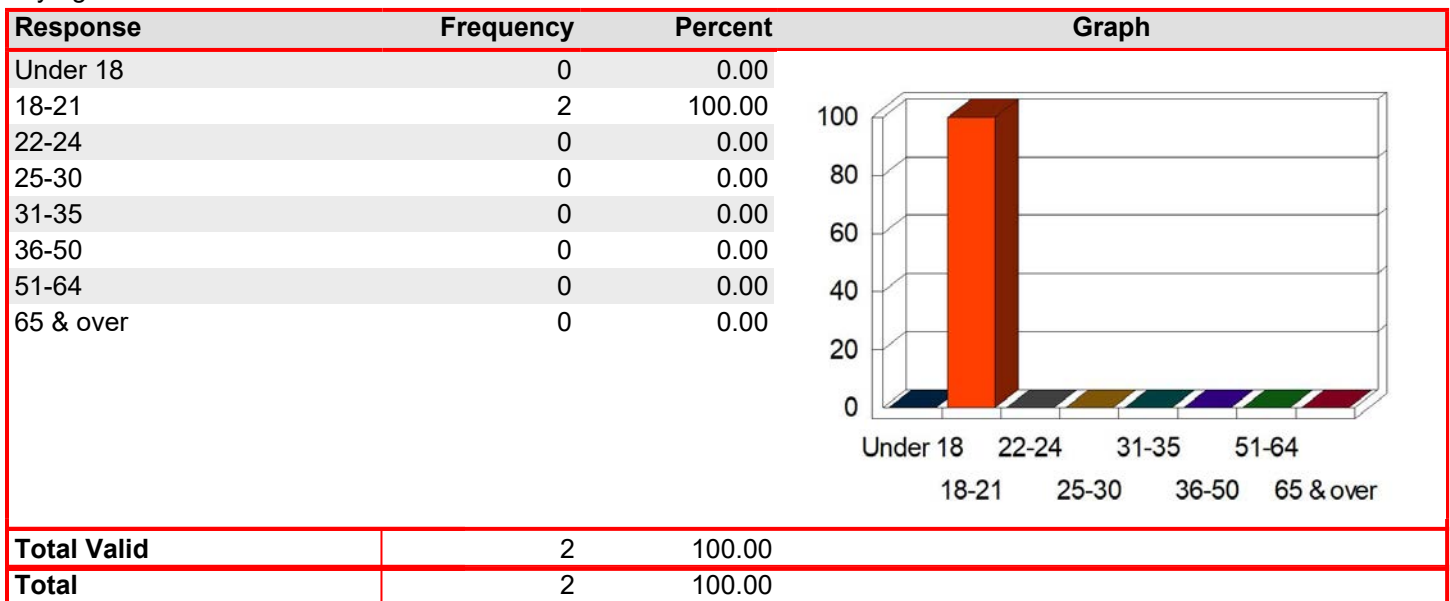 Response Frequency Percent Graph
Under 18 0 0.00
18-21 2 100.00
22-24 0 0.00
25-30 0 0.00
31-35 0 0.00
36-50 0 0.00
51-64 0 0.00
65 & over 0 0.00
100
80
60
40
20
0
Under 18 22-24 31-35 51-64
18-21 25-30 36-50 65 & over
Total Valid 2 100.00
Total 2 100.00